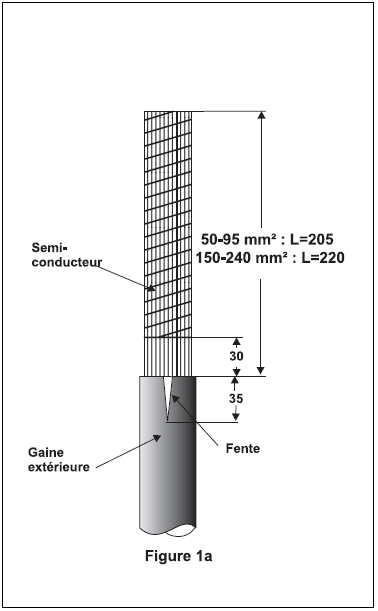 50-95 mm² : L=205
150-240 mm² : L=220
Semi-
conducteur
30
35
Gaine
extérieure
Fente
Figure 1a